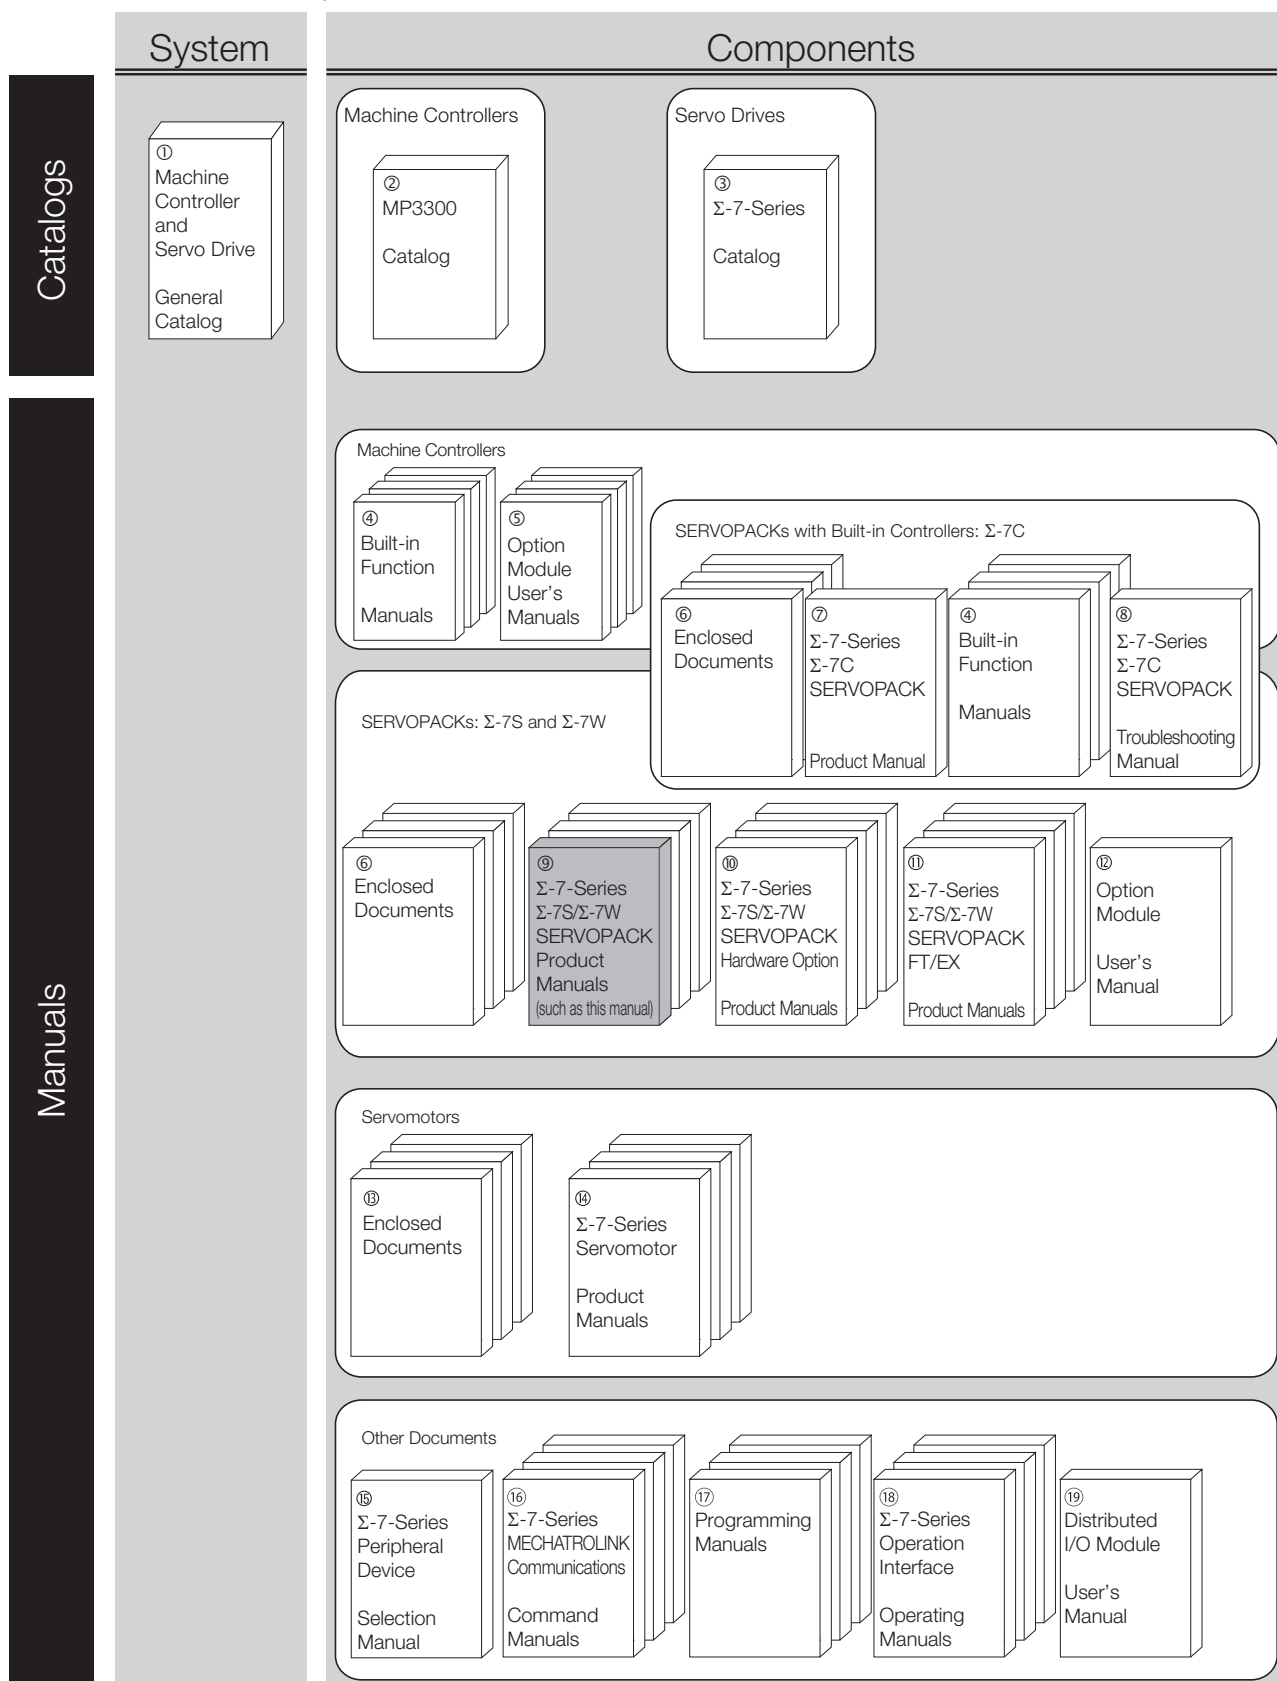 System
Components
Catalogs
①
Machine
Controller
and
Servo Drive
General
Catalog
Machine Controllers
②
MP3300
Catalog
Servo Drives
③
Σ-7-Series
Catalog
Manuals
Machine Controllers
④
Built-in
Function
Manuals
⑤
Option
Module
User's
Manuals
SERVOPACKs with Built-in Controllers: Σ-7C
⑥
Enclosed
Documents
⑦
Σ-7-Series
Σ-7C
SERVOPACK
Product Manual
④
Built-in
Function
Manuals
⑧
Σ-7-Series
Σ-7C
SERVOPACK
Troubleshooting
Manual
SERVOPACKs: Σ-7S and Σ-7W
⑥
Enclosed
Documents
⑨
Σ-7-Series
Σ-7S/Σ-7W
SERVOPACK
Product
Manuals
(such as this manual)
⑩
Σ-7-Series
Σ-7S/Σ-7W
SERVOPACK
Hardware Option
Product Manuals
⑪
Σ-7-Series
Σ-7S/Σ-7W
SERVOPACK
FT/EX
Product Manuals
⑫
Option
Module
User's
Manual
Servomotors
⑬
Enclosed
Documents
⑭
Σ-7-Series
Servomotor
Product
Manuals
Other Documents
⑮
Σ-7-Series
Peripheral
Device
Selection
Manual
⑯
Σ-7-Series
MECHATROLINK
Communications
Command
Manuals
⑰
Programming
Manuals
⑱
Σ-7-Series
Operation
Interface
Operating
Manuals
⑲
Distributed
I/O Module
User's
Manual